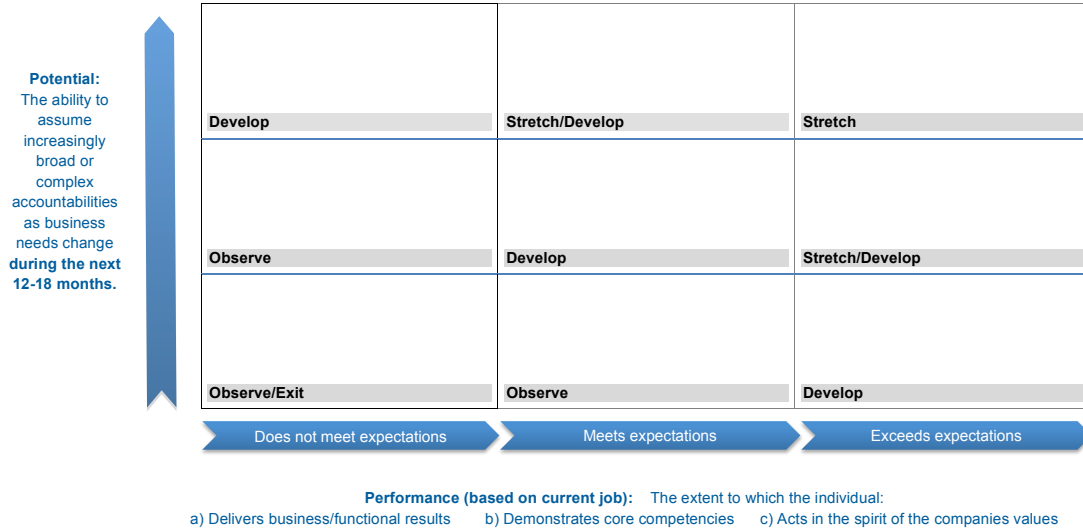 Potential:
The ability to
assume
increasingly
broad or
complex
accountabilities
as business
needs change
during the next
12-18 months.
Develop
Stretch/Develop
Stretch
Observe
Develop
Stretch/Develop
Observe/Exit
Observe
Develop
Does not meet expectations
Meets expectations
Exceeds expectations
Performance (based on current job): The extent to which the individual:
a) Delivers business/functional results b) Demonstrates core competencies c) Acts in the spirit of the companies values